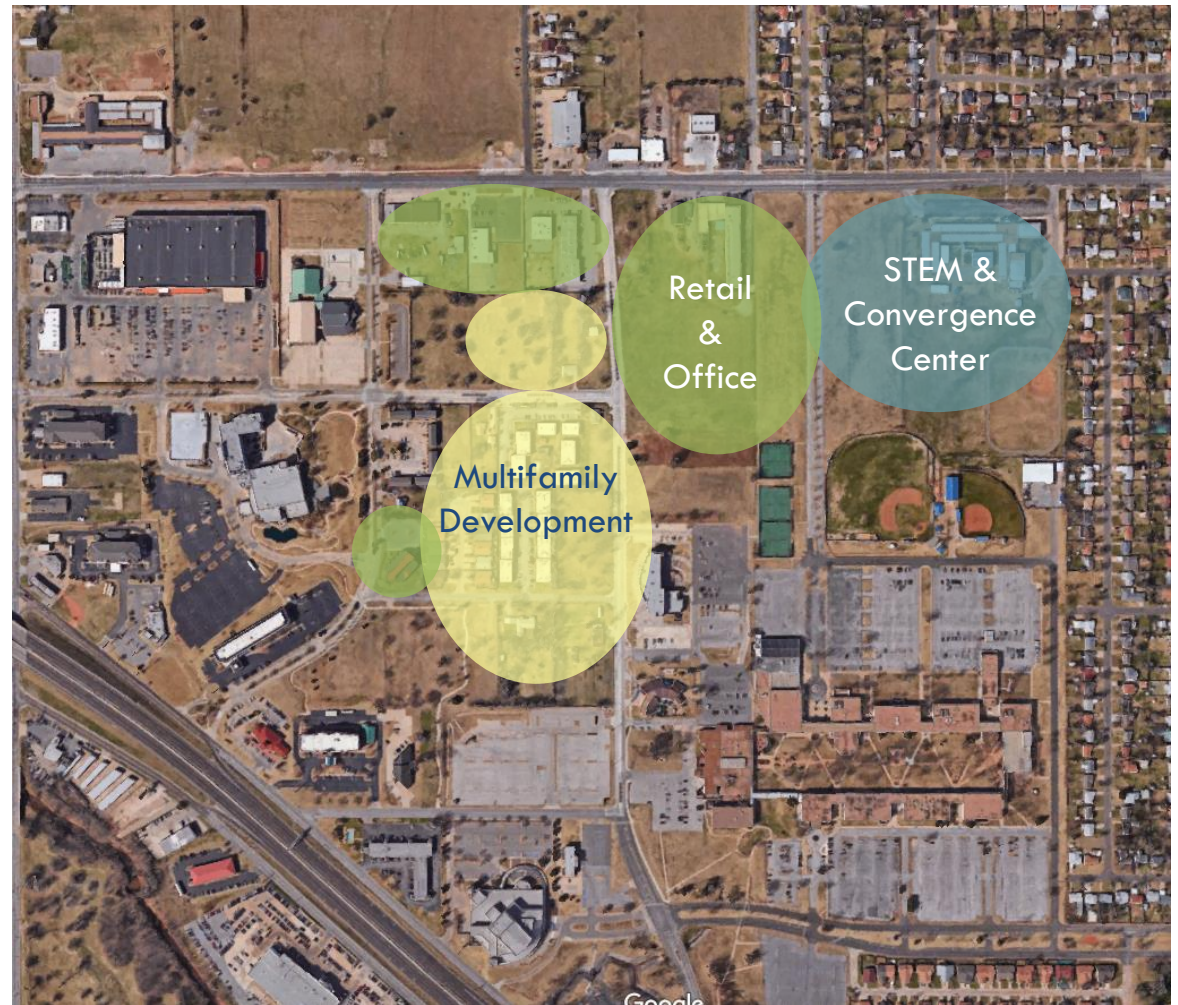 Retail
&
Office
STEM &
Convergence
Center
Multifamily
Development
Google